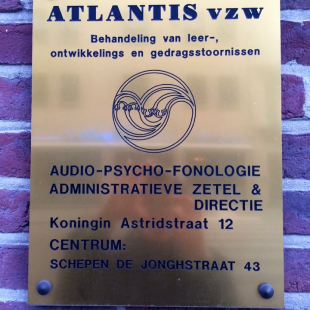 ATLANTIS vzw
Behandeling van leer-,
ontwikkelings en gedragsstoornissen
AUDIO-PSYCHO-FONOLOGIE
ADMINISTRATIEVE ZETEL &
DIRECTIE
Koningin Astridstraat 12
CENTRUM:
SCHEPEN DE JONGHSTRAAT 43